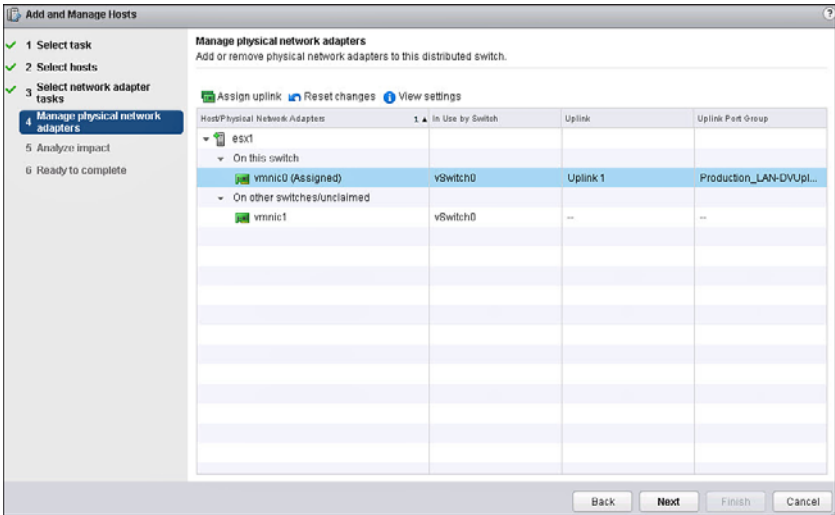 Add and Manage Hosts
?
1 Select task
2 Select hosts
3 Select network adapter
tasks
4 Manage physical network
adapters
5 Analyze impact
6 Ready to complete
Manage physical network adapters
Add or remove physical network adapters to this distributed switch.
Assign uplink Reset changes View settings
Host/Physical Network Adapters 1 ▲ In Use by Switch Uplink Uplink Port Group
esx1
On this switch
vmnic0 (Assigned) vSwitch0 Uplink 1 Production_LAN-DVUpl...
On other switches/unclaimed
vmnic1 vSwitch0 -- --
Back Next Finish Cancel